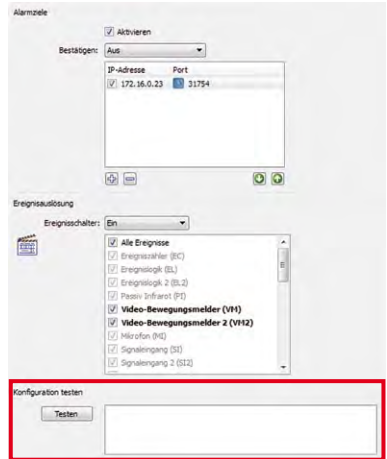 Alarmziele
Aktivieren
Bestätigen: Aus
IP-Adresse Port
172.16.0.23 31754
Ereignisauslösung
Ereignisschalter: Ein
Alle Ereignisse
Ereigniszähler (EC)
Ereignislogik (EL)
Ereignislogik 2 (EL2)
Passiv Infrarot (PI)
Video-Bewegungsmelder (VM)
Video-Bewegungsmelder 2 (VM2)
Mikrofon (MI)
Signaleingang (SI)
Signaleingang 2 (SI2)
Konfiguration testen
Testen